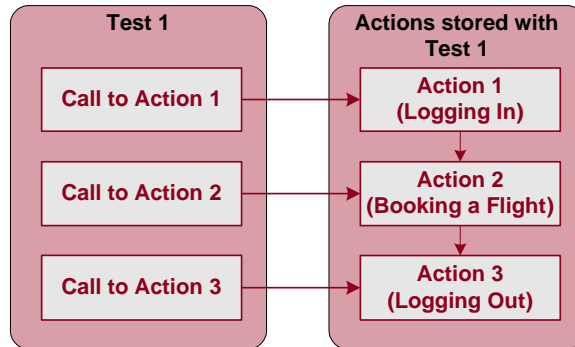 Test 1
Call to Action 1
Call to Action 2
Call to Action 3
Actions stored with
Test 1
Action 1
(Logging In)
Action 2
(Booking a Flight)
Action 3
(Logging Out)